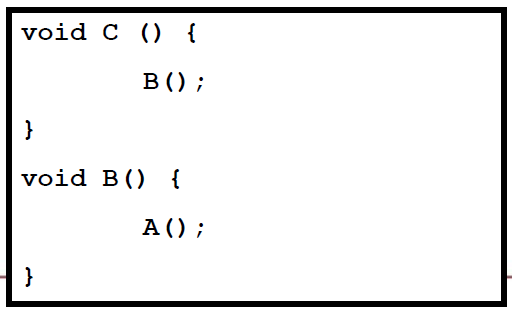 void C () {
B();
}
void B() {
A();
}